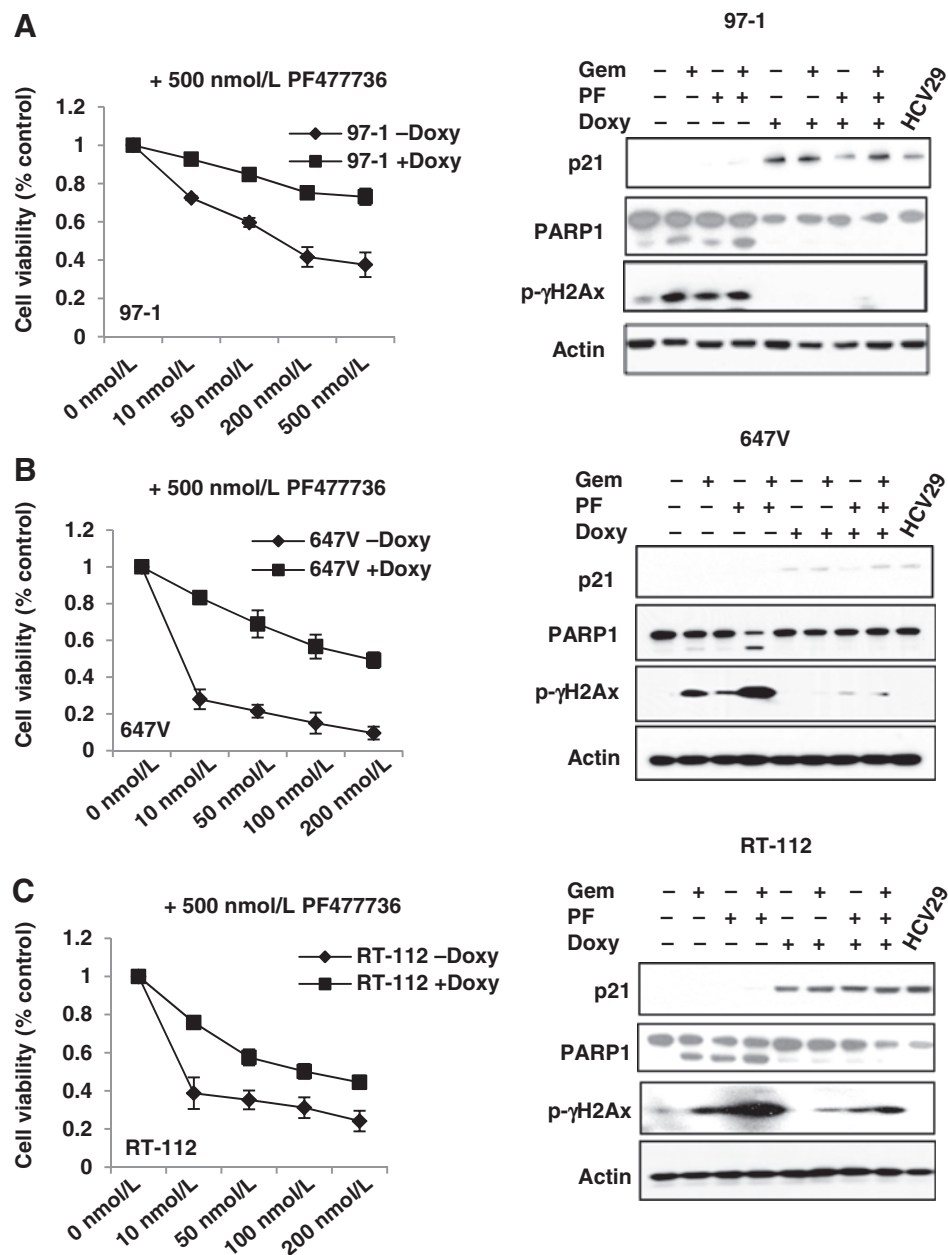 A
+ 500 nmol/L PF477736
Cell viability (% control)
1.2
1
0.8
0.6
0.4
0.2
0
97-1 –Doxy
97-1 +Doxy
97-1
0 nmol/L
10 nmol/L
50 nmol/L
200 nmol/L
500 nmol/L
97-1
Gem – + – + – + – +
PF – – + + – – + +
Doxy – – – – + + + +
HCV29
p21
PARP1
p-γH2Ax
Actin
B
+ 500 nmol/L PF477736
Cell viability (% control)
1.2
1
0.8
0.6
0.4
0.2
0
647V –Doxy
647V +Doxy
647V
0 nmol/L
10 nmol/L
50 nmol/L
100 nmol/L
200 nmol/L
647V
Gem – + – + – + – +
PF – – + + – – + +
Doxy – – – – + + + +
HCV29
p21
PARP1
p-γH2Ax
Actin
C
+ 500 nmol/L PF477736
Cell viability (% control)
1.2
1
0.8
0.6
0.4
0.2
0
RT-112 –Doxy
RT-112 +Doxy
RT-112
0 nmol/L
10 nmol/L
50 nmol/L
100 nmol/L
200 nmol/L
RT-112
Gem – + – + – + – +
PF – – + + – – + +
Doxy – – – – + + + +
HCV29
p21
PARP1
p-γH2Ax
Actin